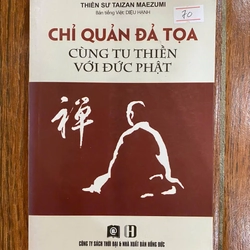 THIỀN SƯ TAIZAN MAEZUMI
Bản tiếng Việt: DIỆU HẠNH
70
CHỈ QUẢN ĐẢ TỌA
CÙNG TU THIỀN
VỚI ĐỨC PHẬT
禅
CÔNG TY SÁCH THỜI ĐẠI & NHÀ XUẤT BẢN HỒNG ĐỨC